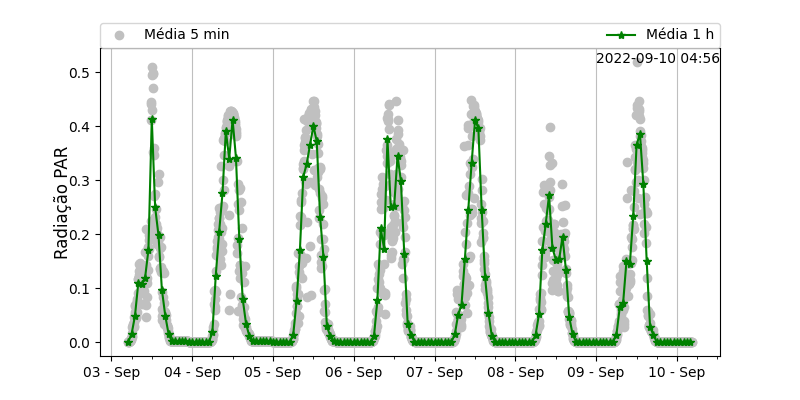 Média 5 min
Média 1 h
2022-09-10 04:56
Radiação PAR
0.5
0.4
0.3
0.2
0.1
0.0
03 - Sep
04 - Sep
05 - Sep
06 - Sep
07 - Sep
08 - Sep
09 - Sep
10 - Sep